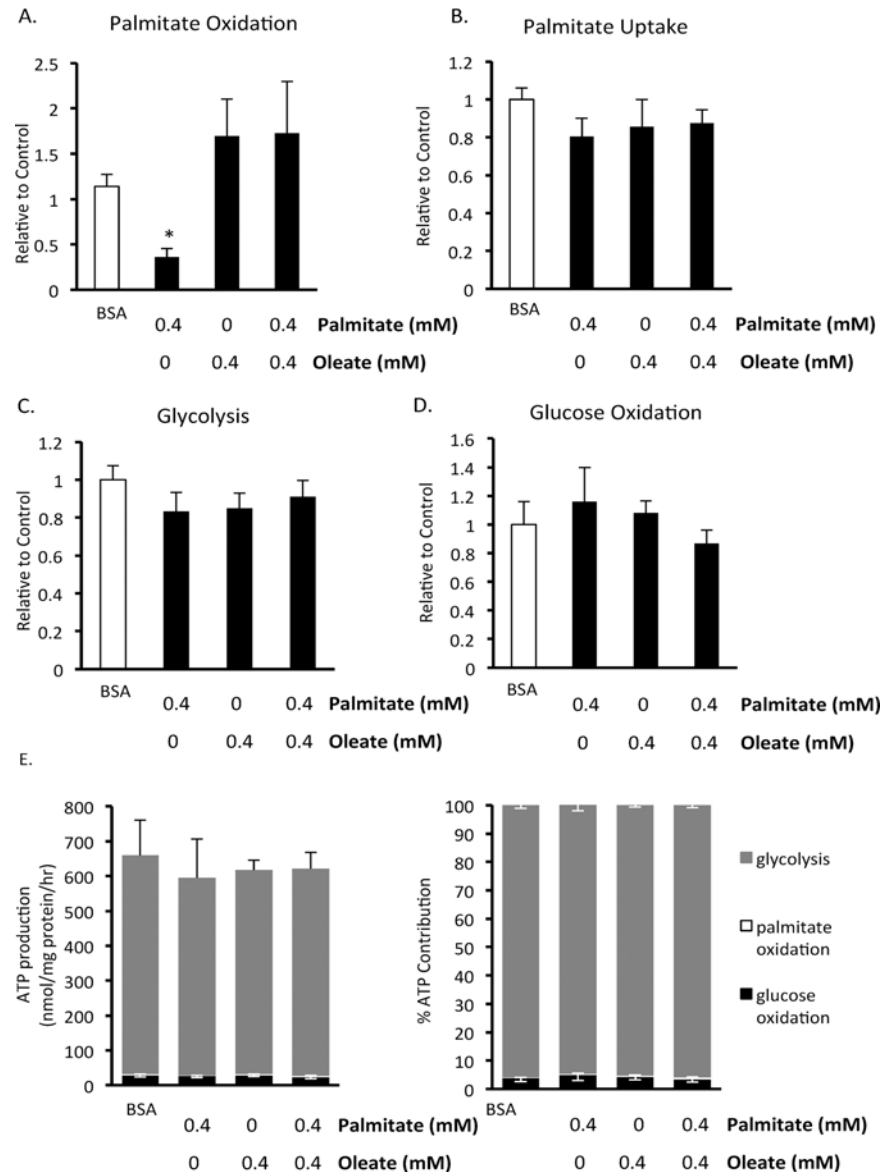 A.
Palmitate Oxidation
Relative to Control
2.5
2
1.5
1
0.5
0
*
BSA
0.4 0 0.4 Palmitate (mM)
0 0.4 0.4 Oleate (mM)
B.
Palmitate Uptake
Relative to Control
1.2
1
0.8
0.6
0.4
0.2
0
BSA
0.4 0 0.4 Palmitate (mM)
0 0.4 0.4 Oleate (mM)
C.
Glycolysis
Relative to Control
1.2
1
0.8
0.6
0.4
0.2
0
BSA
0.4 0 0.4 Palmitate (mM)
0 0.4 0.4 Oleate (mM)
D.
Glucose Oxidation
Relative to Control
1.6
1.4
1.2
1
0.8
0.6
0.4
0.2
0
BSA
0.4 0 0.4 Palmitate (mM)
0 0.4 0.4 Oleate (mM)
E.
ATP production
(nmol/mg protein/hr)
800
700
600
500
400
300
200
100
0
BSA
0.4 0 0.4 Palmitate (mM)
0 0.4 0.4 Oleate (mM)
% ATP Contribution
100
90
80
70
60
50
40
30
20
10
0
BSA
0.4 0 0.4 Palmitate (mM)
0 0.4 0.4 Oleate (mM)
glycolysis
palmitate
oxidation
glucose
oxidation